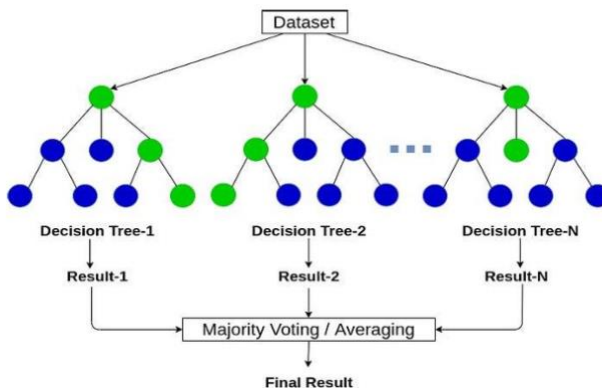 Dataset
Decision Tree-1
Decision Tree-2
Decision Tree-N
Result-1
Result-2
Result-N
Majority Voting / Averaging
Final Result